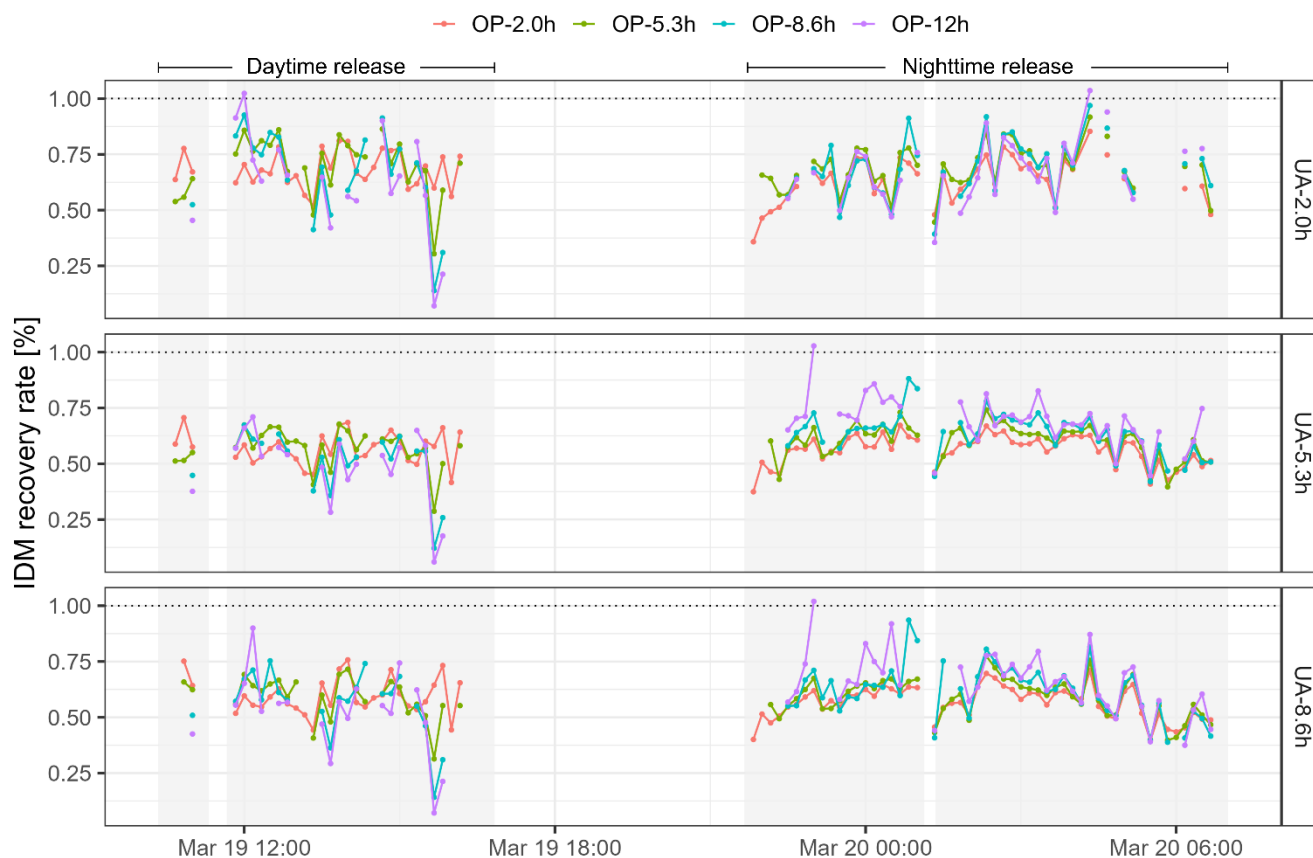 OP-2.0h OP-5.3h OP-8.6h OP-12h
Daytime release Nighttime release
IDM recovery rate [%]
1.00
0.75
0.50
0.25
UA-2.0h
1.00
0.75
0.50
0.25
UA-5.3h
1.00
0.75
0.50
0.25
UA-8.6h
Mar 19 12:00 Mar 19 18:00 Mar 20 00:00 Mar 20 06:00